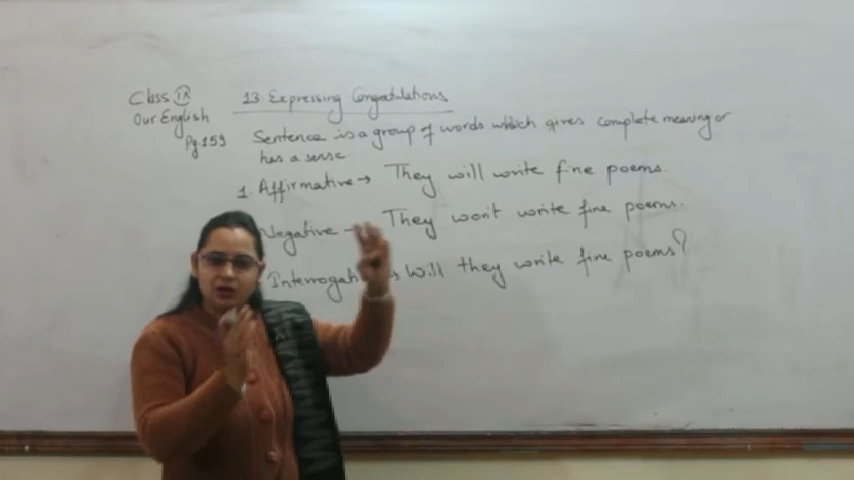 Class IX
13 Expressing Congratulations
Our English
Pg.159
Sentence is a group of words which gives complete meaning or
has a sense
1. Affirmative → They will write fine poems.
Negative → They won't write fine poems.
Will they write fine poems?